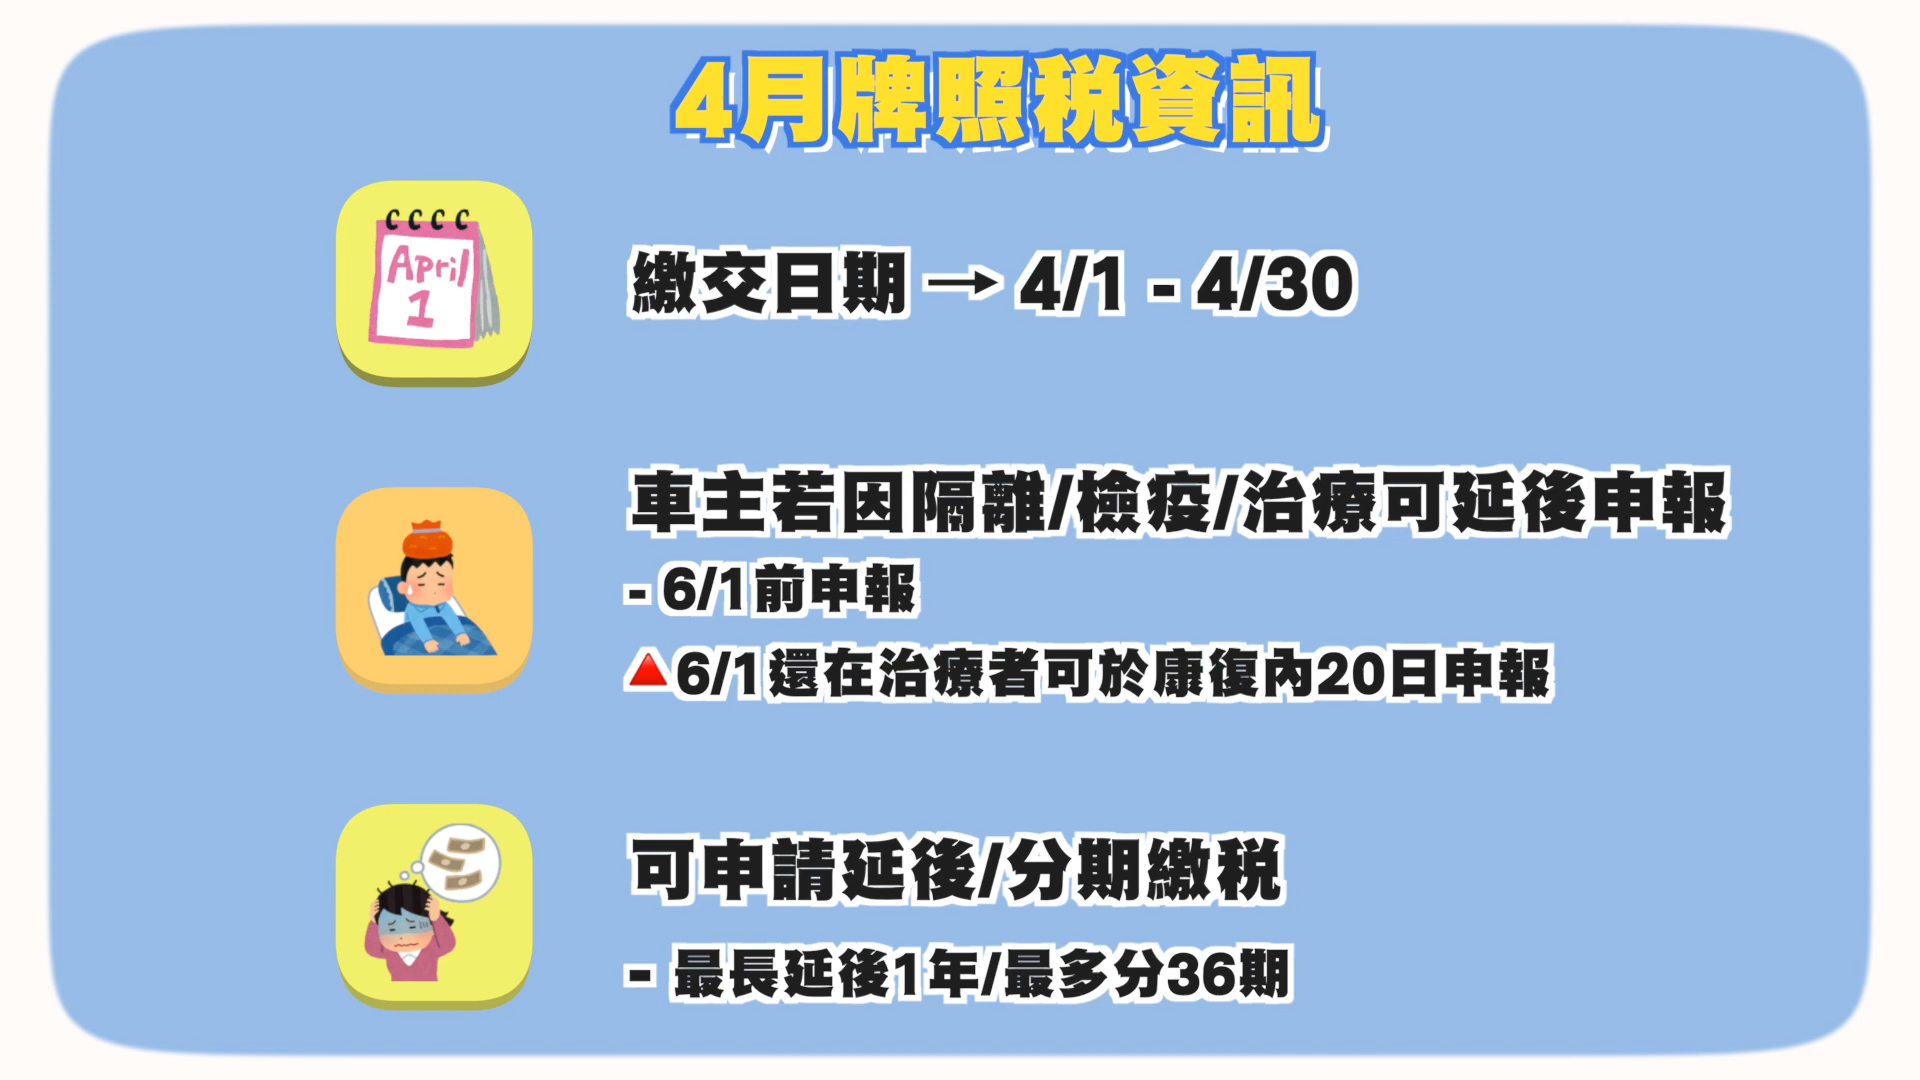 4月牌照税資訊
April
1
繳交日期 → 4/1 - 4/30
車主若因隔離/檢疫/治療可延後申報
- 6/1前申報
🔺6/1還在治療者可於康復內20日申報
可申請延後/分期繳税
- 最長延後1年/最多分36期